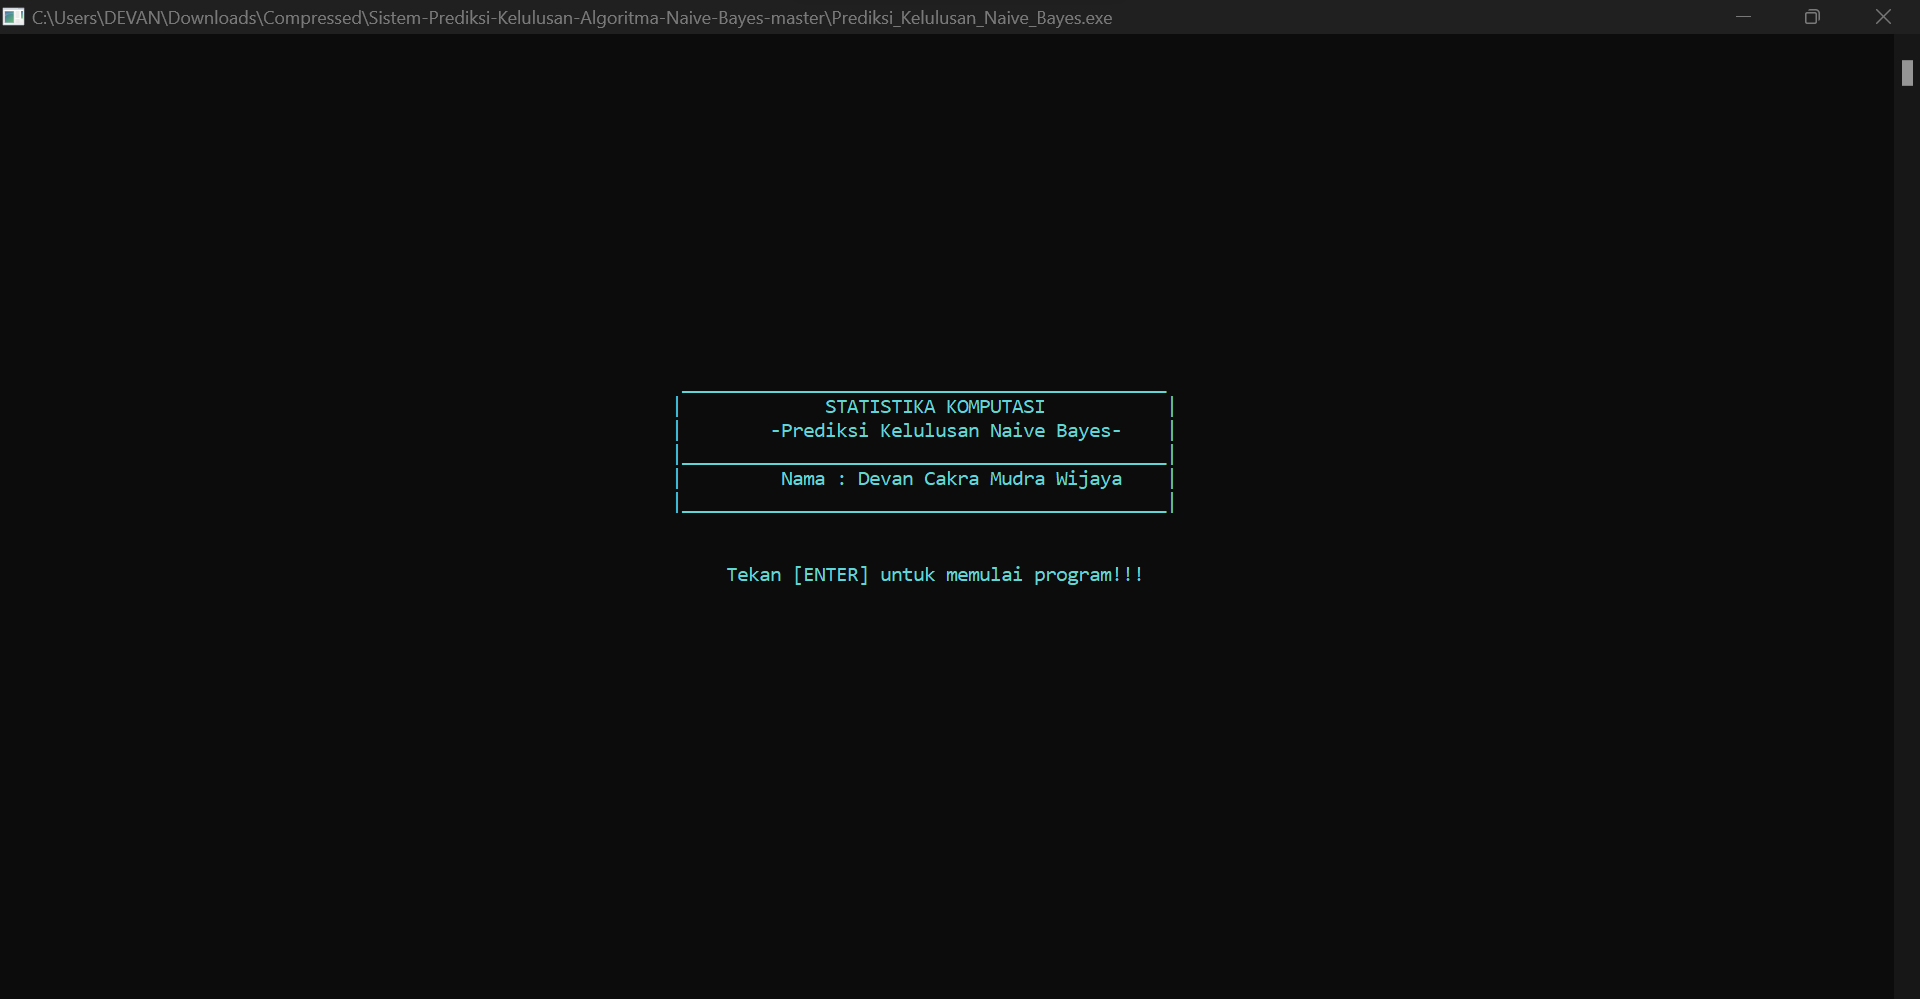 C:\Users\DEVAN\Downloads\Compressed\Sistem-Prediksi-Kelulusan-Algoritma-Naive-Bayes-master\Prediksi_Kelulusan_Naive_Bayes.exe
STATISTIKA KOMPUTASI
-Prediksi Kelulusan Naive Bayes-
Nama : Devan Cakra Mudra Wijaya
Tekan [ENTER] untuk memulai program!!!